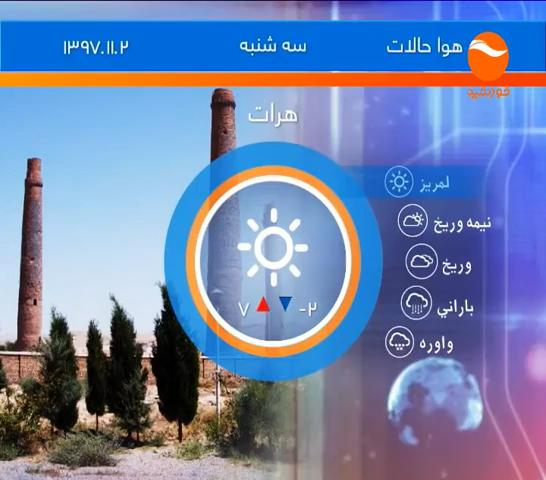 هوا حالات
سه شنبه
۱۳۹۷.۱۱.۲
خورشید
هرات
۷ -۲
لمریز
نیمه وریځ
وریځ
باراني
واوره